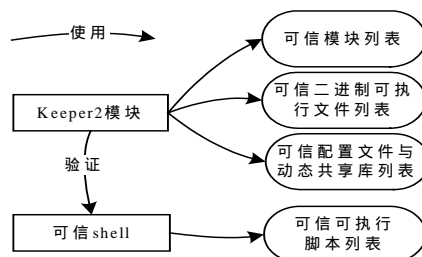 使用
可信模块列表
可信二进制可执
行文件列表
Keeper2模块
可信配置文件与
动态共享库列表
验证
可信shell
可信可执行
脚本列表